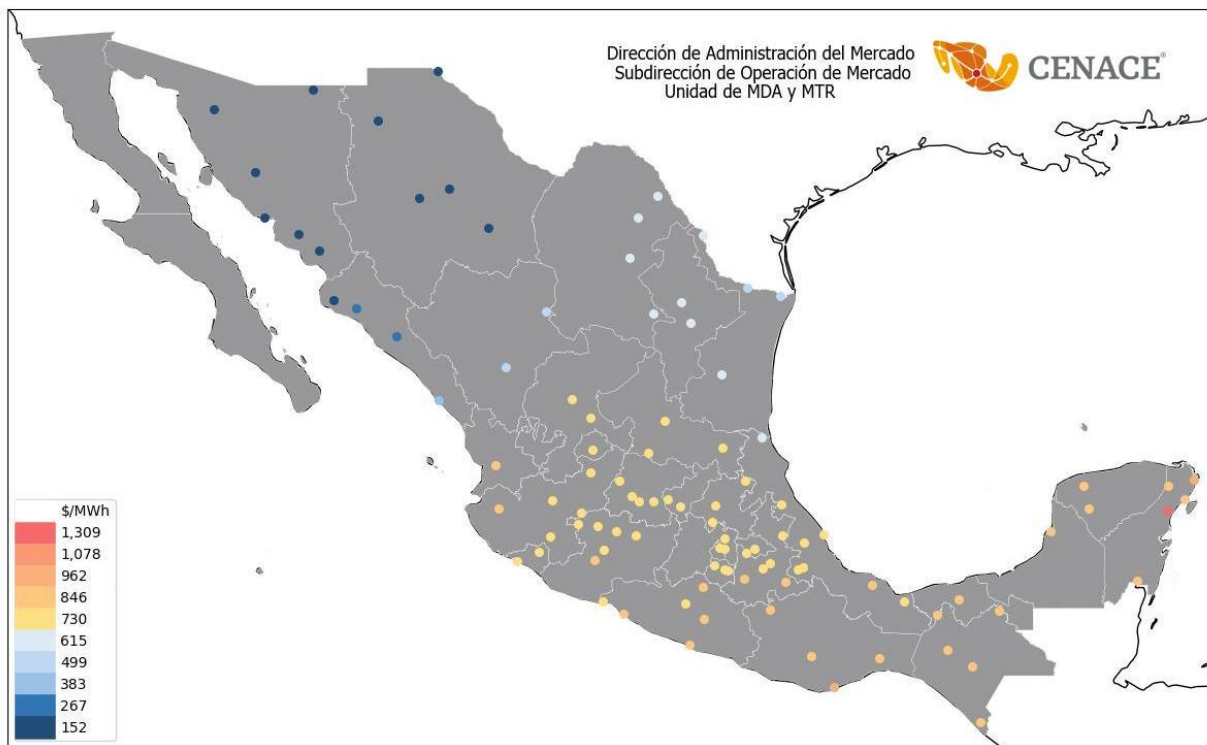 Dirección de Administración del Mercado
Subdirección de Operación de Mercado
Unidad de MDA y MTR
CENACE®
$/MWh
1,309
1,078
962
846
730
615
499
383
267
152